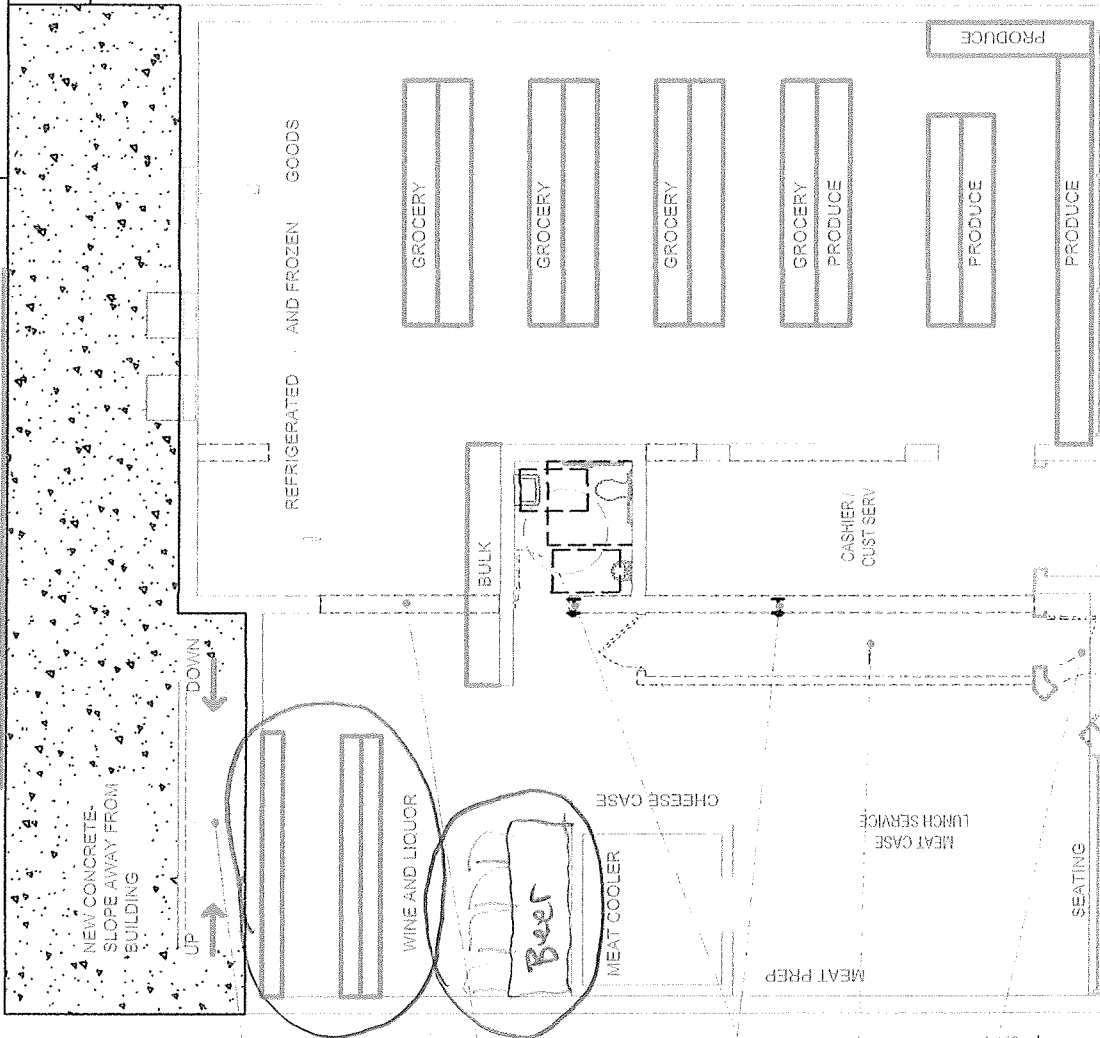 NEW CONCRETE-
SLOPE AWAY FROM
BUILDING
UP
DOWN
REFRIGERATED AND FROZEN GOODS
PRODUCE
GROCERY
GROCERY
GROCERY
GROCERY
PRODUCE
PRODUCE
PRODUCE
BULK
CASHIER/
CUST SERV
WINE AND LIQUOR
Beer
MEAT COOLER
CHEESE CASE
MEAT PREP
MEAT CASE
LUNCH SERVICE
SEATING